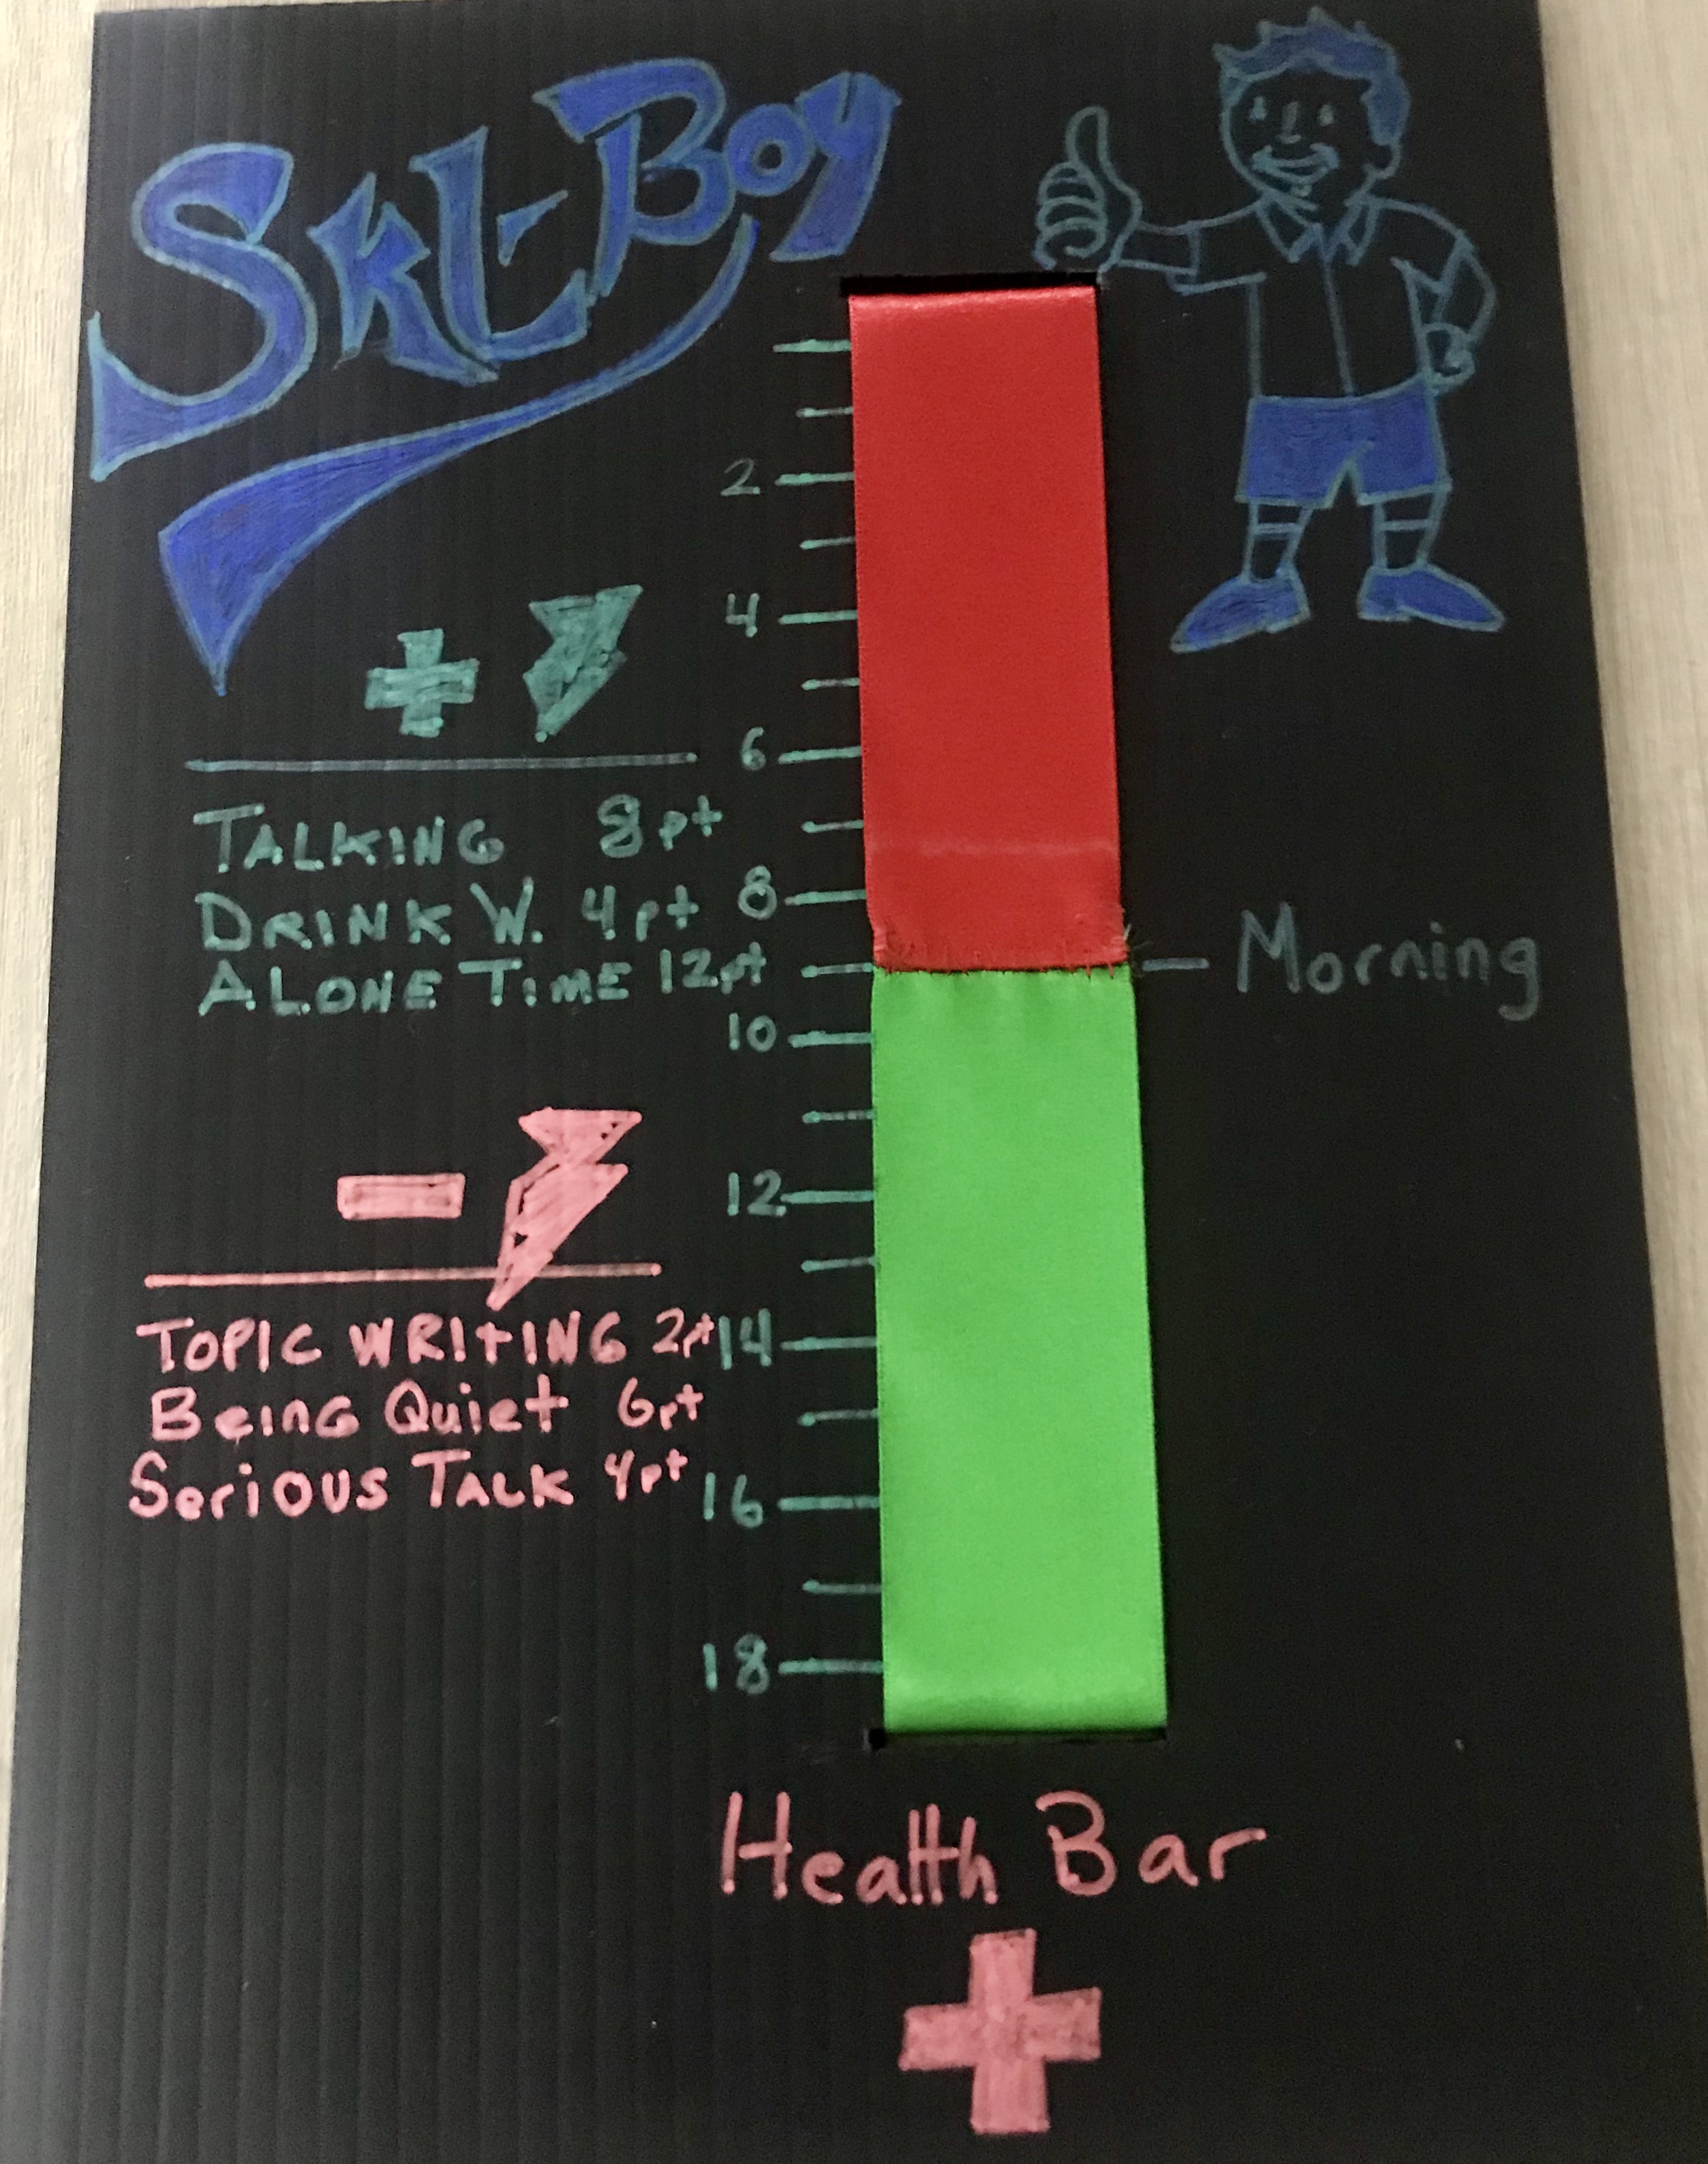 SKL-BOY
+
TALKING 8pt
DRINK W. 4pt
ALONE TIME 12pt
-
TOPIC WRITING 2pt
Being Quiet 6pt
Serious TALK 4pt
2
4
6
8
10
12
14
16
18
Morning
Health Bar